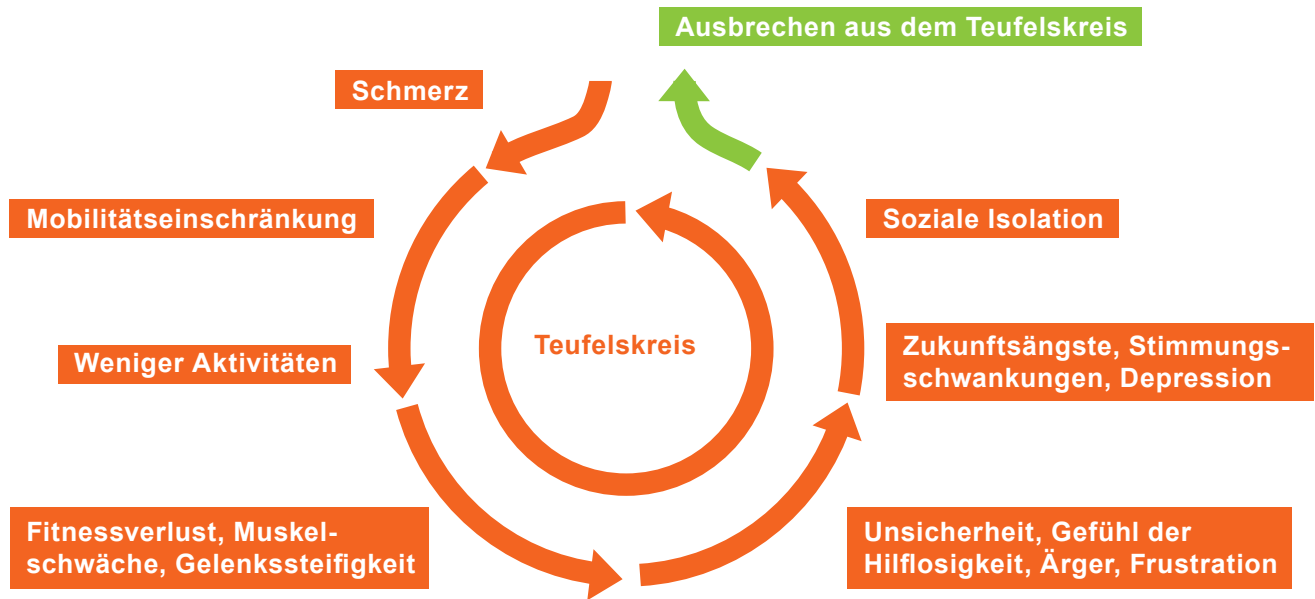 Ausbrechen aus dem Teufelskreis
Schmerz
Mobilitätseinschränkung
Weniger Aktivitäten
Fitnessverlust, Muskel-
schwäche, Gelenkssteifigkeit
Teufelskreis
Unsicherheit, Gefühl der
Hilflosigkeit, Ärger, Frustration
Zukunftsängste, Stimmungs-
schwankungen, Depression
Soziale Isolation